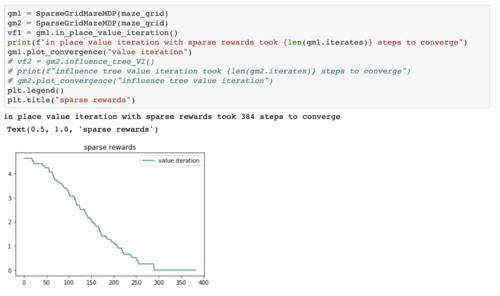 gm1 = SparseGridMazeMDP(maze_grid)
gm2 = SparseGridMazeMDP(maze_grid)
vf1 = gm1.in_place_value_iteration()
print(f"in place value iteration with sparse rewards took {len(gm1.iterates)} steps to converge")
gm1.plot_convergence("value iteration")
# vf2 = gm2.influence_tree_VI()
# print(f"influence tree value iteration took {len(gm2.iterates)} steps to converge")
# gm2.plot_convergence("influence tree value iteration")
plt.legend()
plt.title("sparse rewards")
in place value iteration with sparse rewards took 384 steps to converge
Text(0.5, 1.0, 'sparse rewards')
sparse rewards
value iteration
4
3
2
1
0
0 50 100 150 200 250 300 350 400